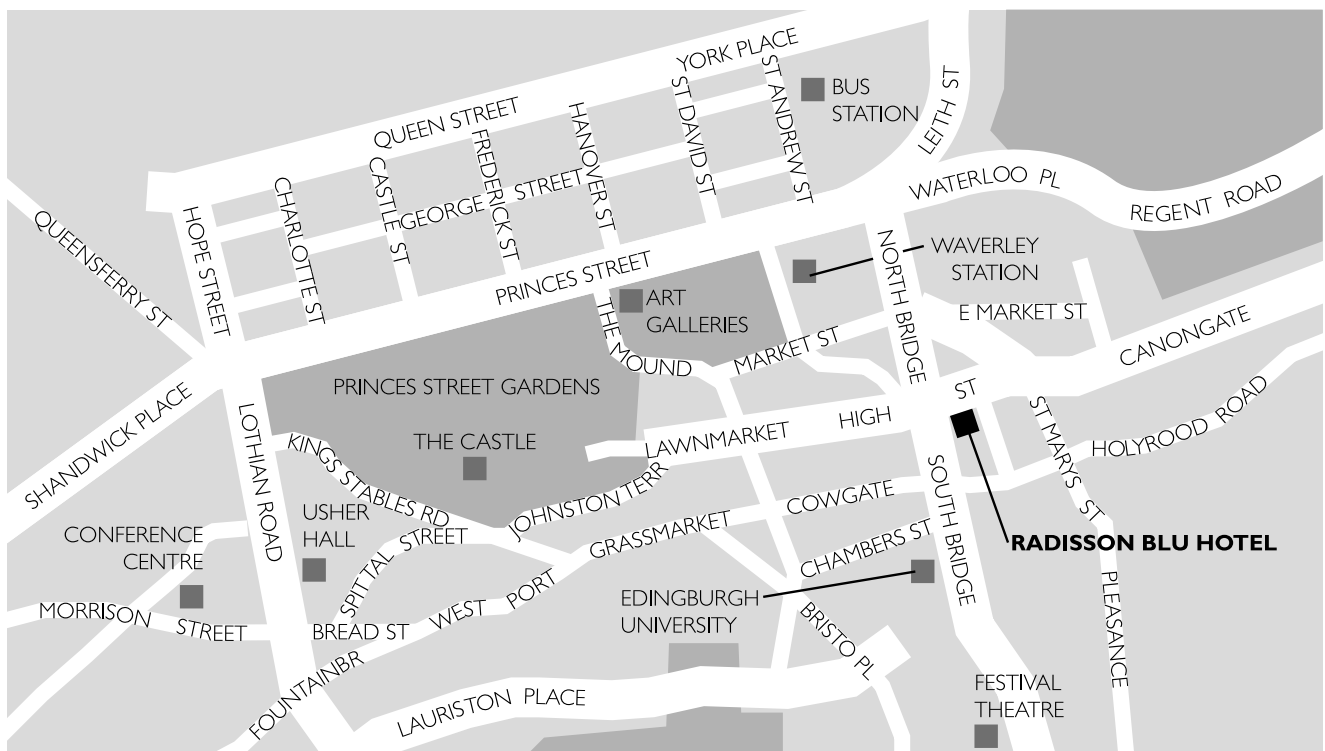 YORK PLACE
BUS
STATION
ST ANDREW ST
ST DAVID ST
HANOVER ST
LEITH ST
QUEEN STREET
FREDERICK ST
CASTLE ST
CHARLOTTE ST
GEORGE STREET
HOPE STREET
QUEENSFERRY ST
WATERLOO PL
REGENT ROAD
PRINCES STREET
NORTH BRIDGE
WAVERLEY
STATION
ART
GALLERIES
THE MOUND
MARKET ST
E MARKET ST
CANONGATE
PRINCES STREET GARDENS
THE CASTLE
SHANDWICK PLACE
LOTHIAN ROAD
KINGS STABLES RD
LAWNMARKET
HIGH ST
ST MARYS ST
HOLYROOD ROAD
JOHNSTON TERR
COWGATE
GRASSMARKET
SOUTH BRIDGE
CONFERENCE
CENTRE
USHER
HALL
SPITTAL STREET
CHAMBERS ST
RADISSON BLU HOTEL
PLEASANCE
MORRISON STREET
BREAD ST
WEST PORT
FOUNTAINBR
EDINGBURGH
UNIVERSITY
BRISTO PL
LAURISTON PLACE
FESTIVAL
THEATRE